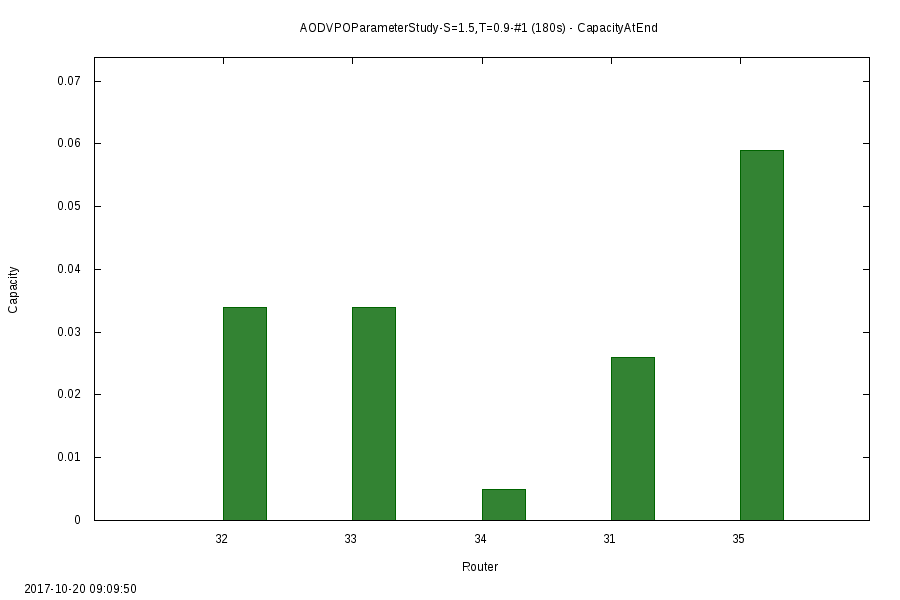 AODVPOParameterStudy-S=1.5,T=0.9-#1 (180s) - CapacityAtEnd
0.07
0.06
0.05
0.04
0.03
0.02
0.01
0
Capacity
32 33 34 31 35
Router
2017-10-20 09:09:50